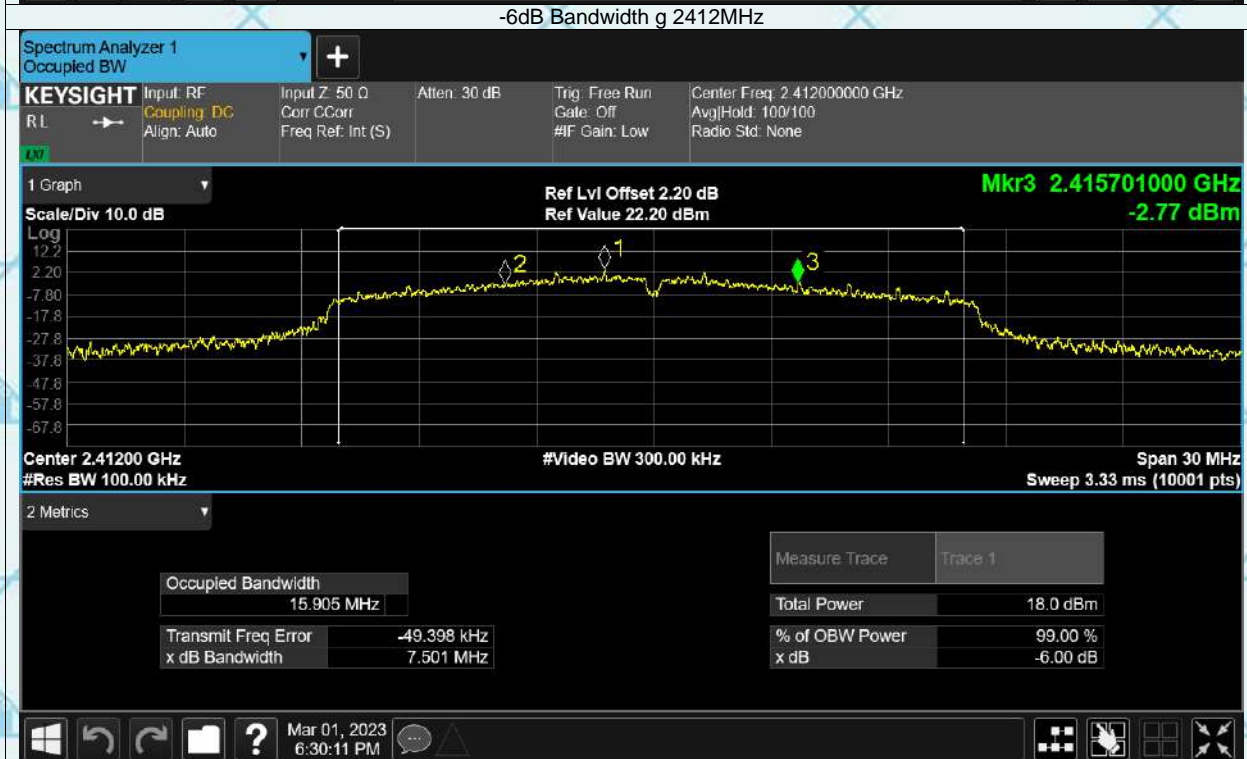 -6dB Bandwidth g 2412MHz
Spectrum Analyzer 1
Occupied BW
+
KEYSIGHT
RL
LXI
Input: RF
Coupling: DC
Align: Auto
Input Z: 50 Ω
Corr CCorr
Freq Ref: Int (S)
Atten: 30 dB
Trig: Free Run
Gate: Off
#IF Gain: Low
Center Freq: 2.412000000 GHz
Avg|Hold: 100/100
Radio Std: None
1 Graph
Scale/Div 10.0 dB
Ref Lvl Offset 2.20 dB
Ref Value 22.20 dBm
Mkr3 2.415701000 GHz
-2.77 dBm
Log
12.2
2.20
-7.80
-17.8
-27.8
-37.8
-47.8
-57.8
-67.8
2
1
3
Center 2.41200 GHz
#Res BW 100.00 kHz
#Video BW 300.00 kHz
Span 30 MHz
Sweep 3.33 ms (10001 pts)
2 Metrics
Measure Trace Trace 1
Occupied Bandwidth
15.905 MHz
Total Power 18.0 dBm
Transmit Freq Error -49.398 kHz
% of OBW Power 99.00 %
x dB Bandwidth 7.501 MHz
x dB -6.00 dB
?
Mar 01, 2023
6:30:11 PM